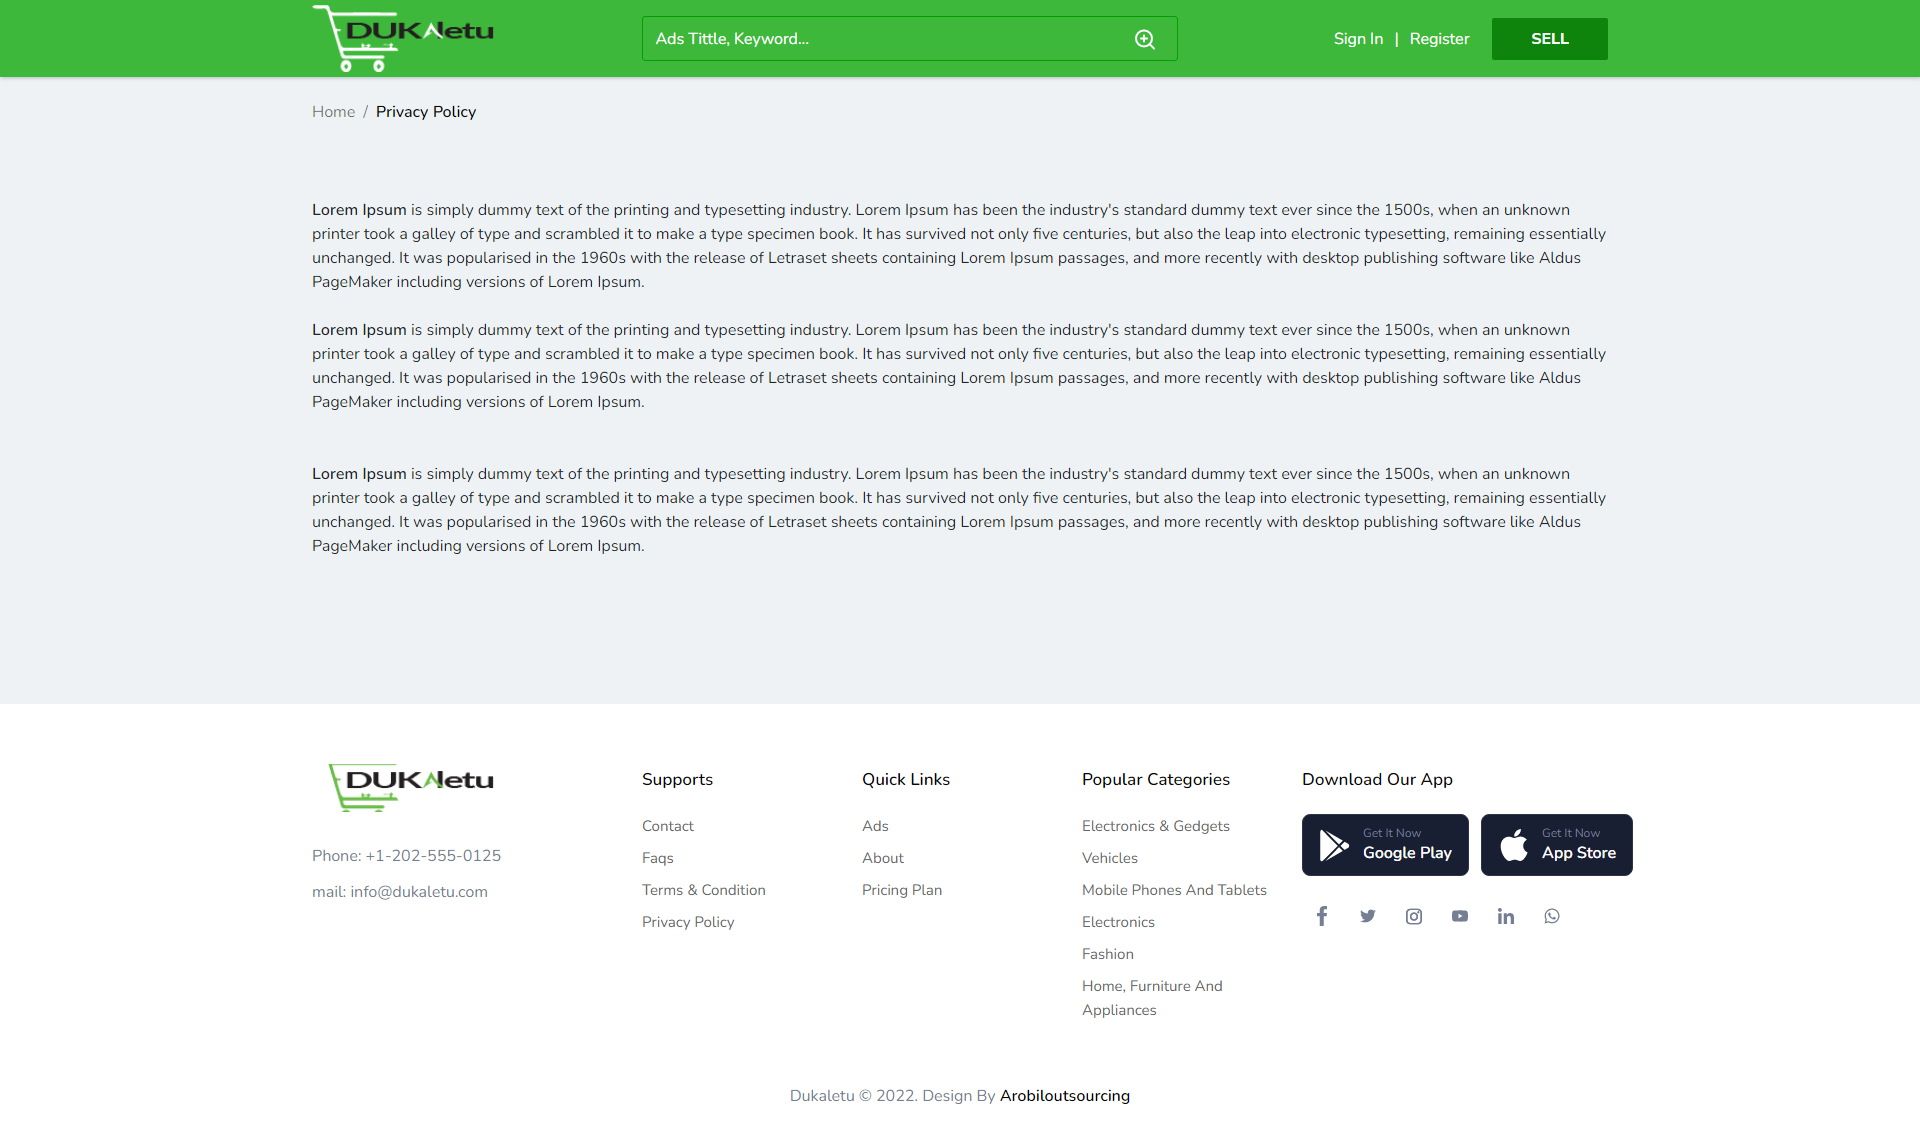 DUKAletu
Ads Tittle, Keyword...
Sign In | Register
SELL
Home / Privacy Policy
Lorem Ipsum is simply dummy text of the printing and typesetting industry. Lorem Ipsum has been the industry's standard dummy text ever since the 1500s, when an unknown
printer took a galley of type and scrambled it to make a type specimen book. It has survived not only five centuries, but also the leap into electronic typesetting, remaining essentially
unchanged. It was popularised in the 1960s with the release of Letraset sheets containing Lorem Ipsum passages, and more recently with desktop publishing software like Aldus
PageMaker including versions of Lorem Ipsum.
Lorem Ipsum is simply dummy text of the printing and typesetting industry. Lorem Ipsum has been the industry's standard dummy text ever since the 1500s, when an unknown
printer took a galley of type and scrambled it to make a type specimen book. It has survived not only five centuries, but also the leap into electronic typesetting, remaining essentially
unchanged. It was popularised in the 1960s with the release of Letraset sheets containing Lorem Ipsum passages, and more recently with desktop publishing software like Aldus
PageMaker including versions of Lorem Ipsum.
Lorem Ipsum is simply dummy text of the printing and typesetting industry. Lorem Ipsum has been the industry's standard dummy text ever since the 1500s, when an unknown
printer took a galley of type and scrambled it to make a type specimen book. It has survived not only five centuries, but also the leap into electronic typesetting, remaining essentially
unchanged. It was popularised in the 1960s with the release of Letraset sheets containing Lorem Ipsum passages, and more recently with desktop publishing software like Aldus
PageMaker including versions of Lorem Ipsum.
DUKAletu
Phone: +1-202-555-0125
mail: info@dukaletu.com
Supports
Contact
Faqs
Terms & Condition
Privacy Policy
Quick Links
Ads
About
Pricing Plan
Popular Categories
Electronics & Gedgets
Vehicles
Mobile Phones And Tablets
Electronics
Fashion
Home, Furniture And
Appliances
Download Our App
Get It Now
Google Play
Get It Now
App Store
Dukaletu © 2022. Design By Arobiloutsourcing